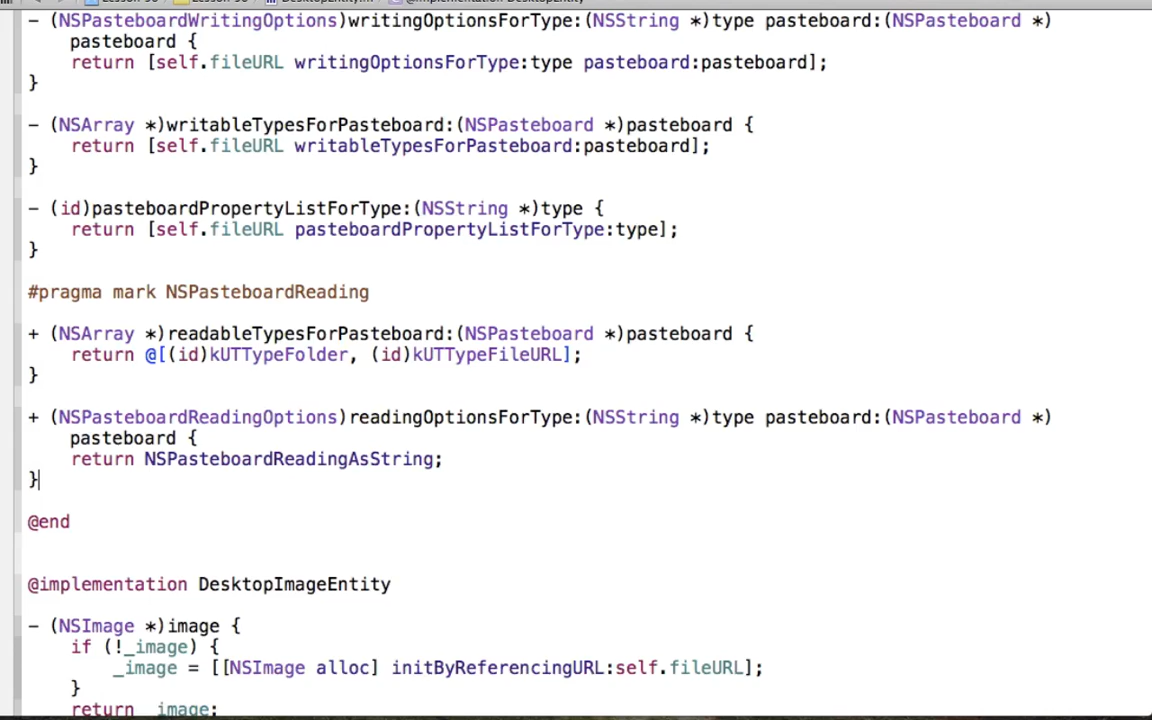 - (NSPasteboardWritingOptions)writingOptionsForType:(NSString *)type pasteboard:(NSPasteboard *)
pasteboard {
return [self.fileURL writingOptionsForType:type pasteboard:pasteboard];
}
- (NSArray *)writableTypesForPasteboard:(NSPasteboard *)pasteboard {
return [self.fileURL writableTypesForPasteboard:pasteboard];
}
- (id)pasteboardPropertyListForType:(NSString *)type {
return [self.fileURL pasteboardPropertyListForType:type];
}
#pragma mark NSPasteboardReading
+ (NSArray *)readableTypesForPasteboard:(NSPasteboard *)pasteboard {
return @[(id)kUTTypeFolder, (id)kUTTypeFileURL];
}
+ (NSPasteboardReadingOptions)readingOptionsForType:(NSString *)type pasteboard:(NSPasteboard *)
pasteboard {
return NSPasteboardReadingAsString;
}
@end
@implementation DesktopImageEntity
- (NSImage *)image {
if (!_image) {
_image = [[NSImage alloc] initByReferencingURL:self.fileURL];
}
return _image;